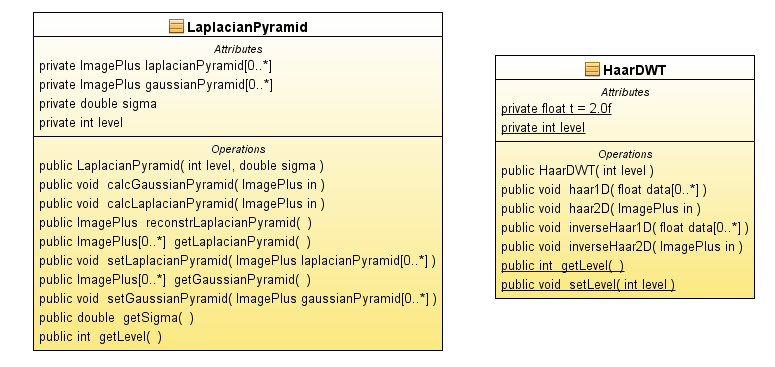 LaplacianPyramid
Attributes
private ImagePlus laplacianPyramid[0..*]
private ImagePlus gaussianPyramid[0..*]
private double sigma
private int level
Operations
public LaplacianPyramid( int level, double sigma )
public void calcGaussianPyramid( ImagePlus in )
public void calcLaplacianPyramid( ImagePlus in )
public ImagePlus reconstrLaplacianPyramid( )
public ImagePlus[0..*] getLaplacianPyramid( )
public void setLaplacianPyramid( ImagePlus laplacianPyramid[0..*] )
public ImagePlus[0..*] getGaussianPyramid( )
public void setGaussianPyramid( ImagePlus gaussianPyramid[0..*] )
public double getSigma( )
public int getLevel( )
HaarDWT
Attributes
private float t = 2.0f
private int level
Operations
public HaarDWT( int level )
public void haar1D( float data[0..*] )
public void haar2D( ImagePlus in )
public void inverseHaar1D( float data[0..*] )
public void inverseHaar2D( ImagePlus in )
public int getLevel( )
public void setLevel( int level )